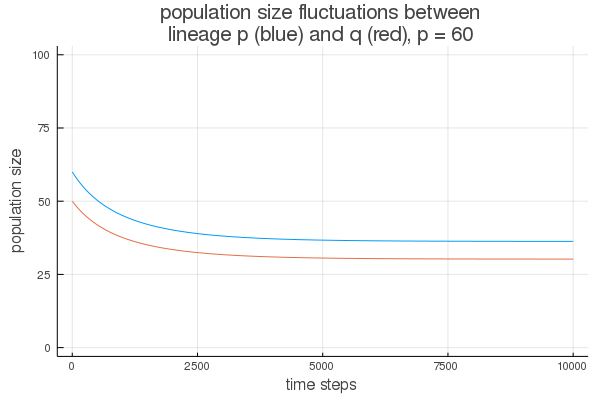 population size fluctuations between
lineage p (blue) and q (red), p = 60
100
75
50
25
0
population size
0 2500 5000 7500 10000
time steps